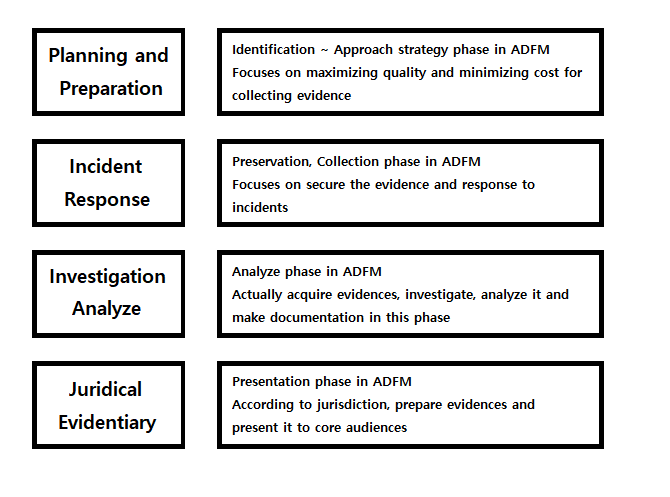 Planning and
Preparation
Identification ~ Approach strategy phase in ADFM
Focuses on maximizing quality and minimizing cost for
collecting evidence
Incident
Response
Preservation, Collection phase in ADFM
Focuses on secure the evidence and response to
incidents
Investigation
Analyze
Analyze phase in ADFM
Actually acquire evidences, investigate, analyze it and
make documentation in this phase
Juridical
Evidentiary
Presentation phase in ADFM
According to jurisdiction, prepare evidences and
present it to core audiences